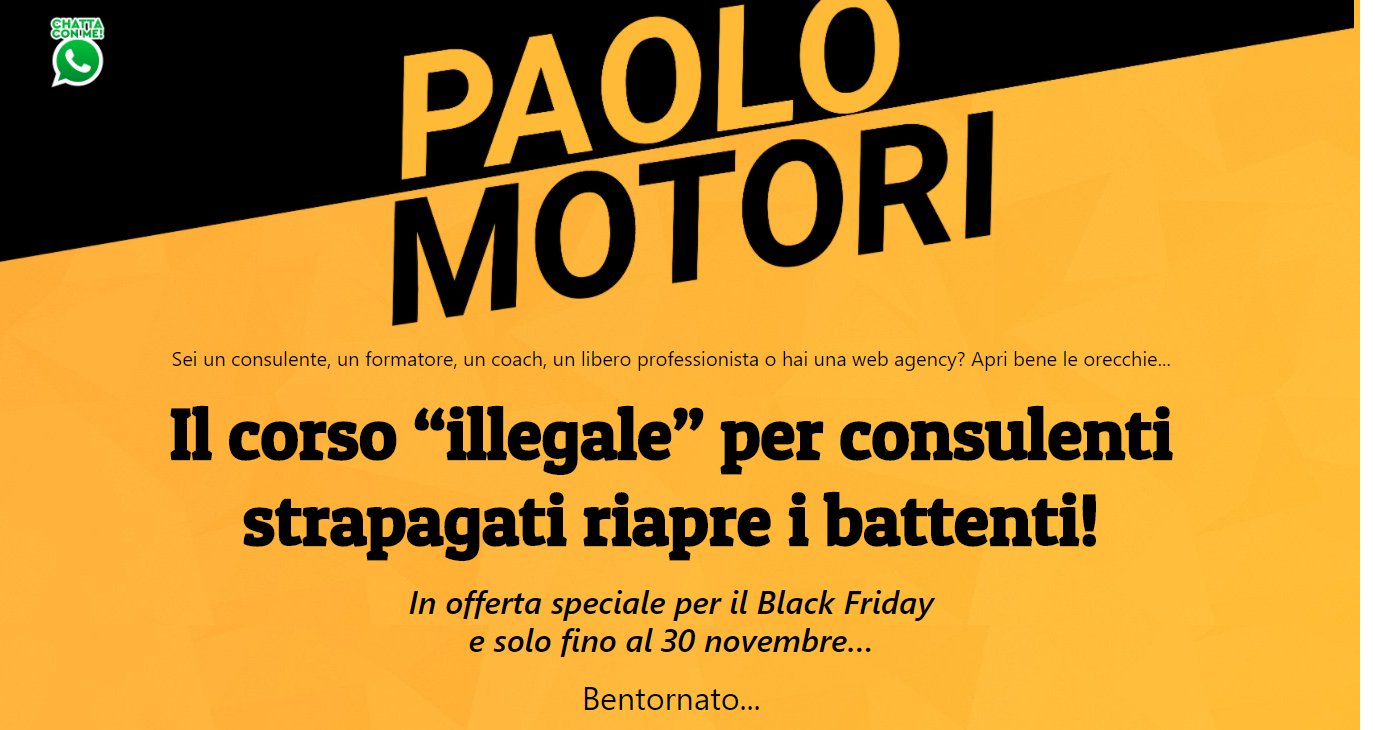 CHATTA
CON ME!
PAOLO
MOTORI
Sei un consulente, un formatore, un coach, un libero professionista o hai una web agency? Apri bene le orecchie...
Il corso “illegale” per consulenti
strapagati riapre i battenti!
In offerta speciale per il Black Friday
e solo fino al 30 novembre...
Bentornato...